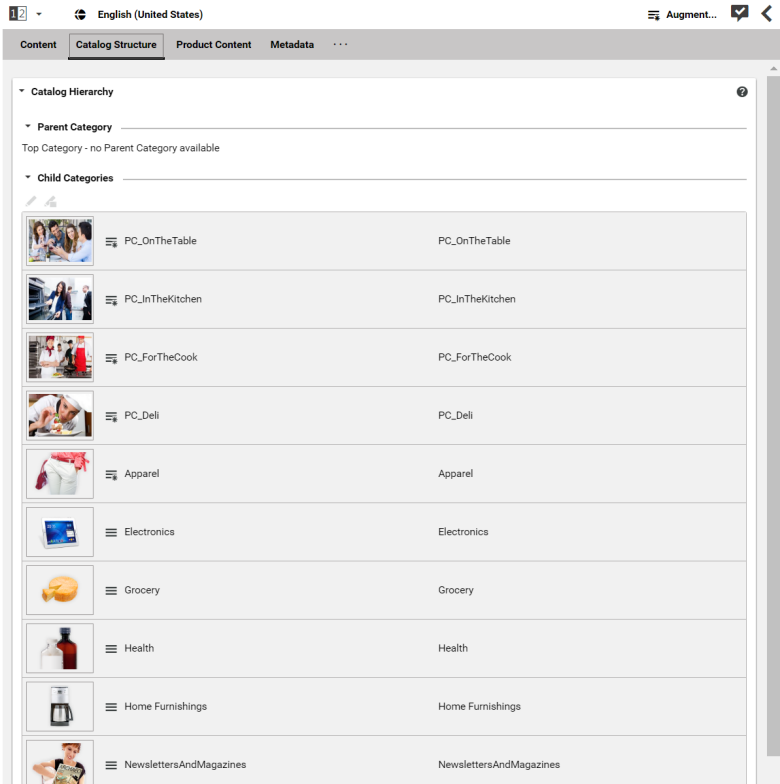 12 English (United States) Augment...
Content Catalog Structure Product Content Metadata ...
Catalog Hierarchy
Parent Category
Top Category - no Parent Category available
Child Categories
PC_OnTheTable PC_OnTheTable
PC_InTheKitchen PC_InTheKitchen
PC_ForTheCook PC_ForTheCook
PC_Deli PC_Deli
Apparel Apparel
Electronics Electronics
Grocery Grocery
Health Health
Home Furnishings Home Furnishings
NewslettersAndMagazines NewslettersAndMagazines